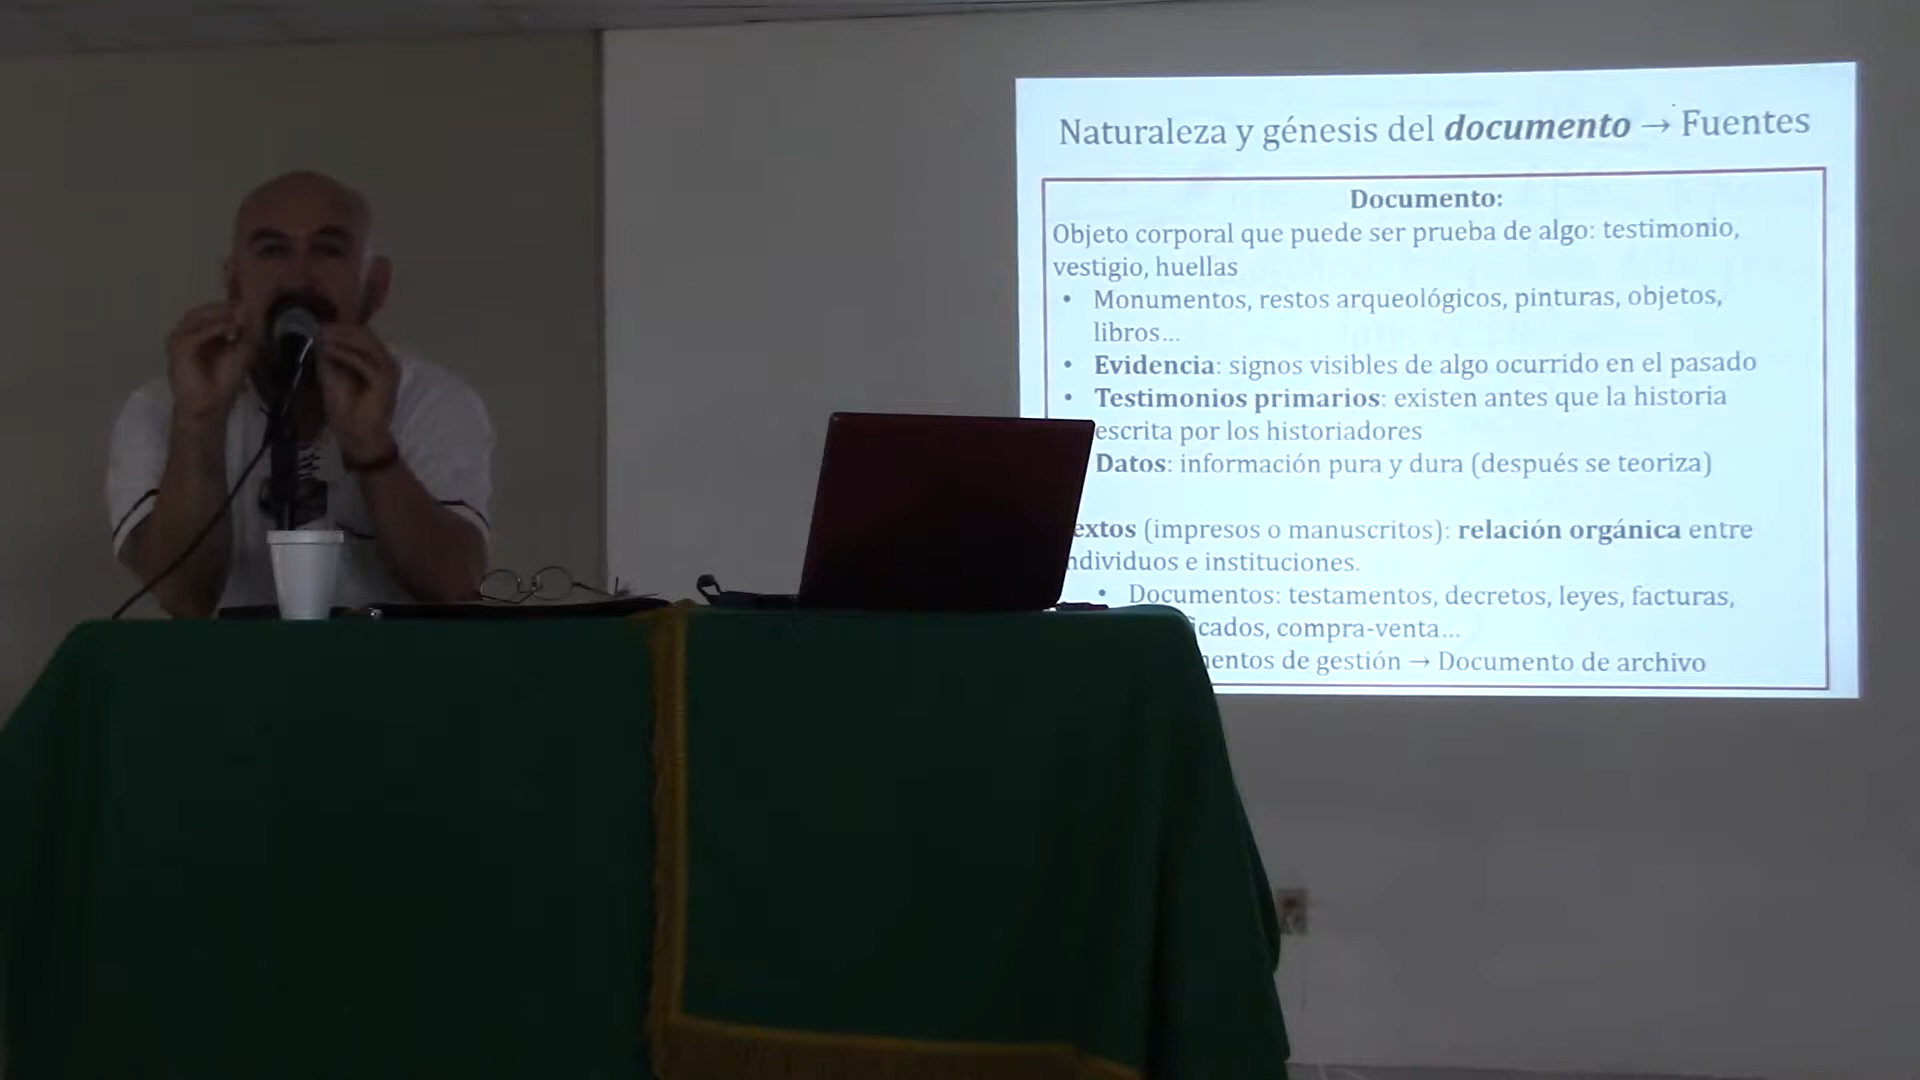 Naturaleza y génesis del documento → Fuentes
Documento:
Objeto corporal que puede ser prueba de algo: testimonio,
vestigio, huellas
• Monumentos, restos arqueológicos, pinturas, objetos,
libros...
• Evidencia: signos visibles de algo ocurrido en el pasado
• Testimonios primarios: existen antes que la historia
escrita por los historiadores
Datos: información pura y dura (después se teoriza)
extos (impresos o manuscritos): relación orgánica entre
ndividuos e instituciones.
• Documentos: testamentos, decretos, leyes, facturas,
icados, compra-venta...
entos de gestión → Documento de archivo